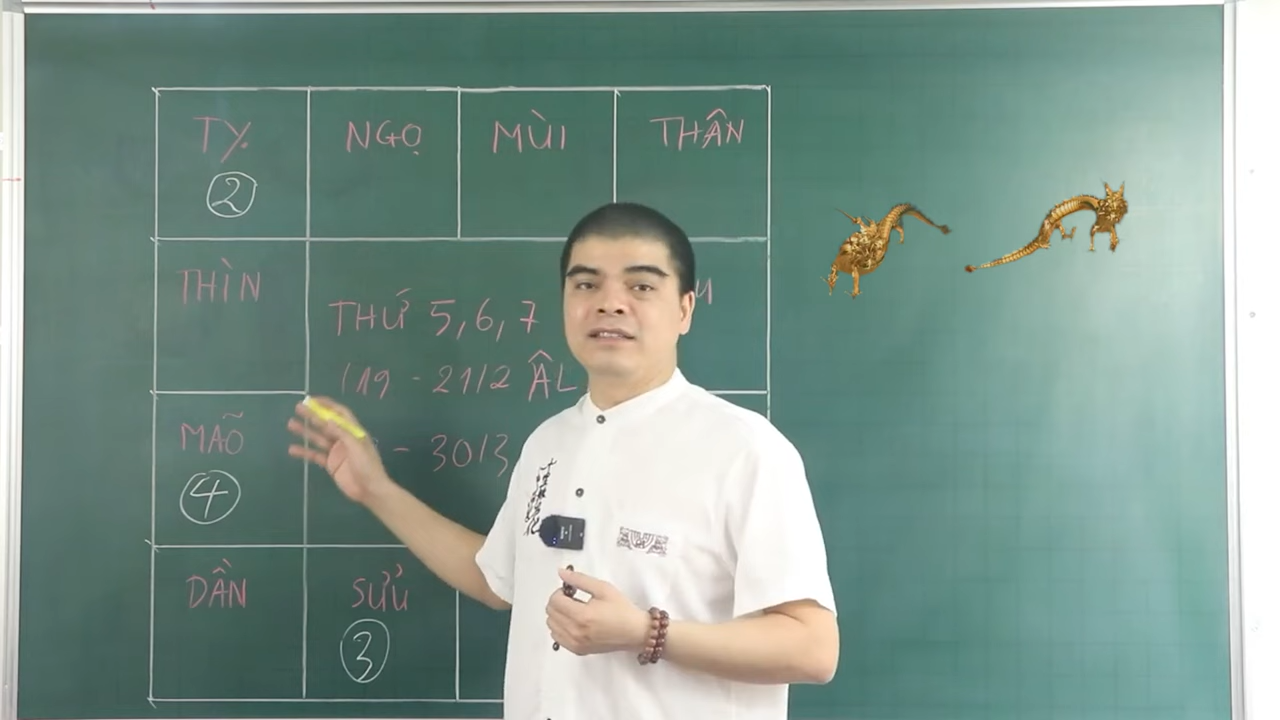 TỴ NGỌ MÙI THÂN
②
THÌN
THỨ 5,6,7
(19 - 21/2 ÂL
MÃO - 30/3
④
DẦN SỬU
③